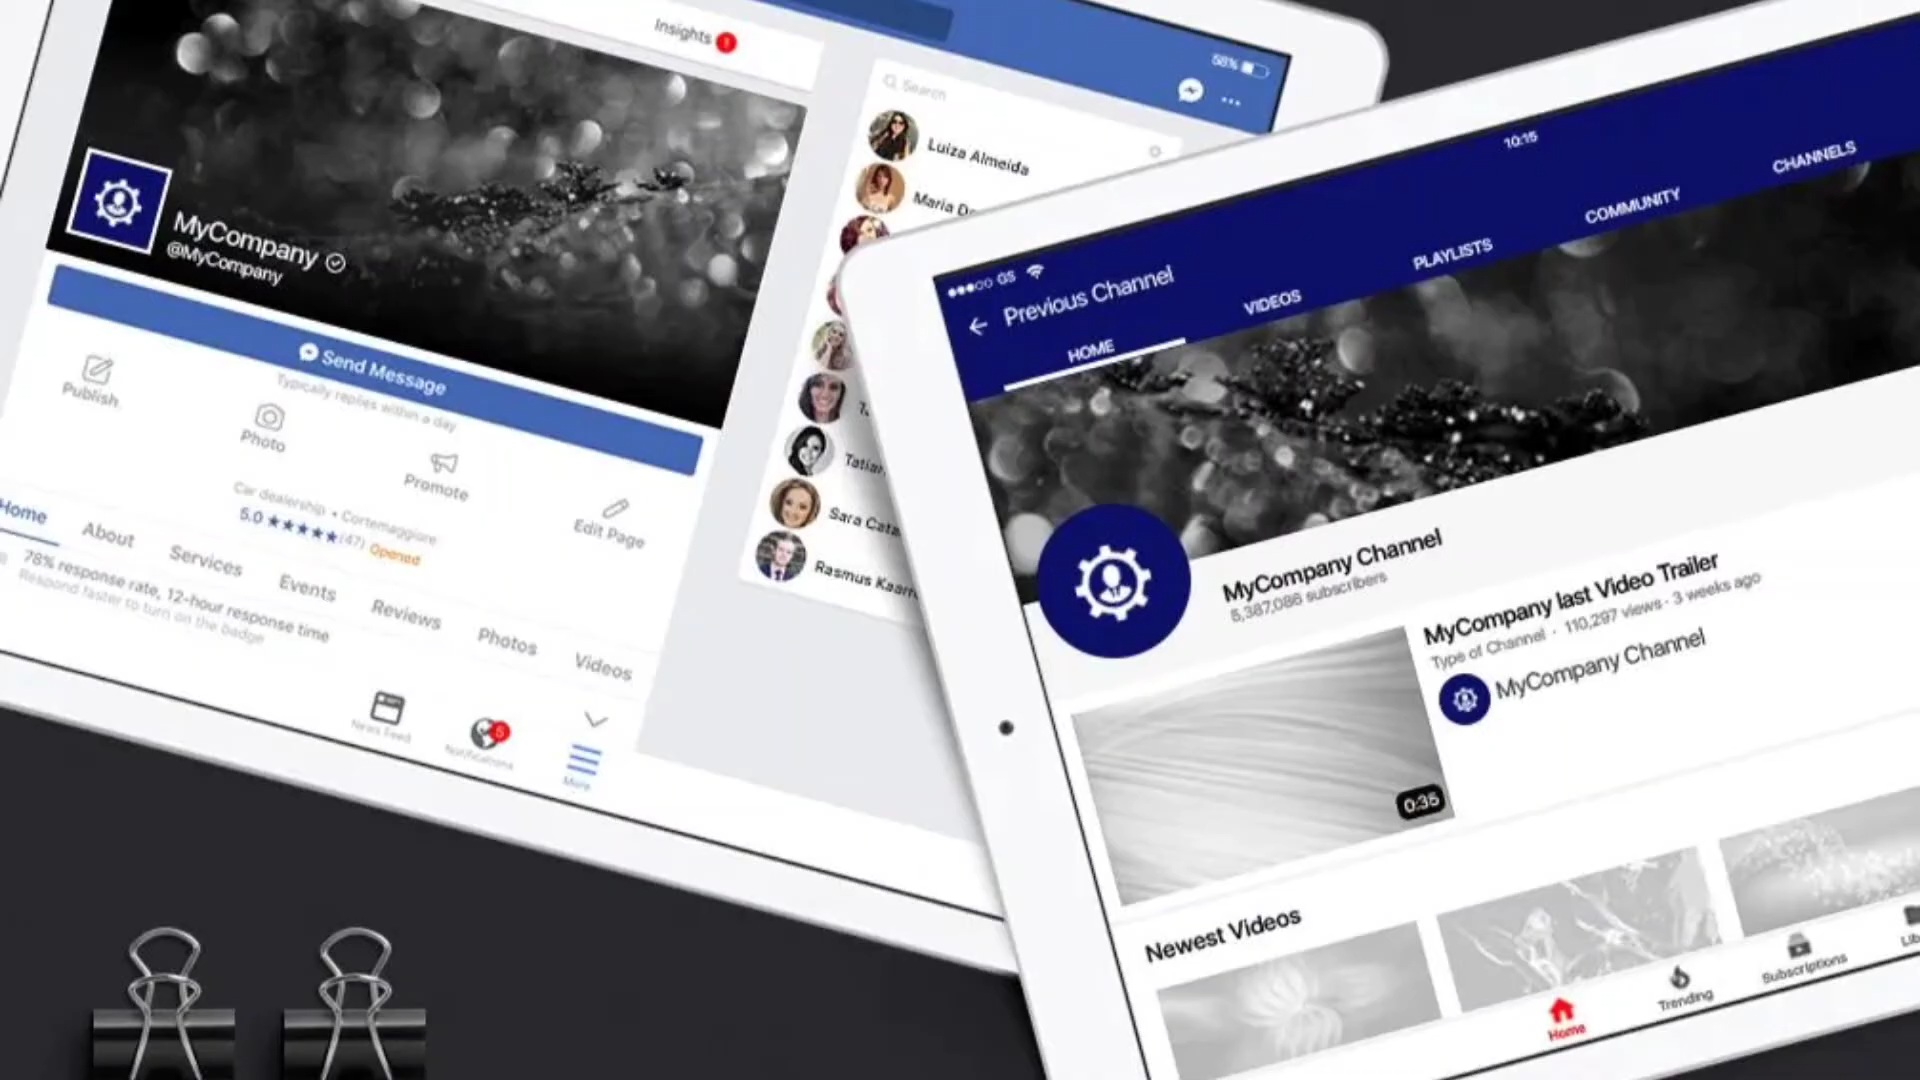 Insights !
MyCompany
@MyCompany
Send Message
Typically replies within a day
Publish
Photo
Promote
Edit Page
Car dealership • Cortemaggiore
5.0 ★★★★★ (47) Opened
Home
About
Services
Events
Reviews
Photos
Videos
78% response rate, 12-hour response time
Respond faster to turn on the badge
News Feed
5
Notifications
More
58%
Search
Luiza Almeida
Maria
Sara
Rasmus
GS
10:15
Previous Channel
HOME
VIDEOS
PLAYLISTS
COMMUNITY
CHANNELS
MyCompany Channel
5,387,086 subscribers
MyCompany last Video Trailer
Type of Channel · 110,297 views · 3 weeks ago
MyCompany Channel
0:35
Newest Videos
Home
Trending
Subscriptions